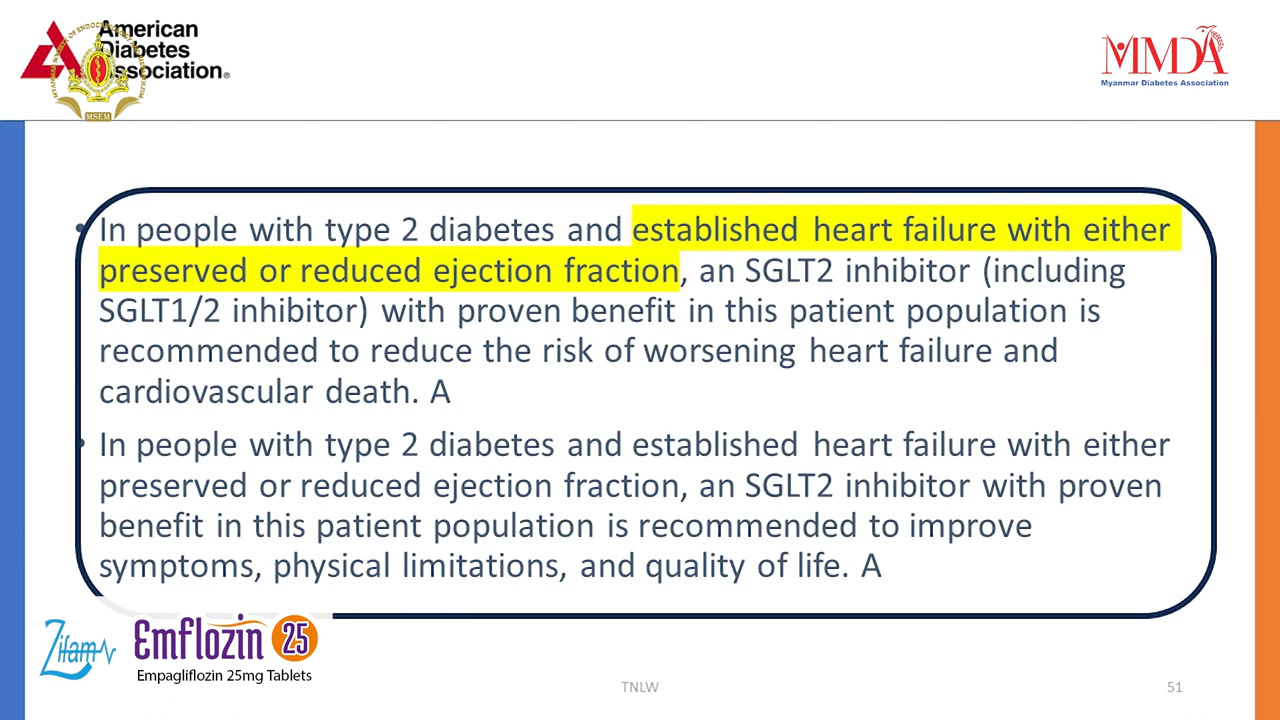 American
Diabetes
Association®
MSEM
MMDA
Myanmar Diabetes Association
• In people with type 2 diabetes and established heart failure with either
preserved or reduced ejection fraction, an SGLT2 inhibitor (including
SGLT1/2 inhibitor) with proven benefit in this patient population is
recommended to reduce the risk of worsening heart failure and
cardiovascular death. A
• In people with type 2 diabetes and established heart failure with either
preserved or reduced ejection fraction, an SGLT2 inhibitor with proven
benefit in this patient population is recommended to improve
symptoms, physical limitations, and quality of life. A
Zifam
Emflozin 25
Empagliflozin 25mg Tablets
TNLW
51